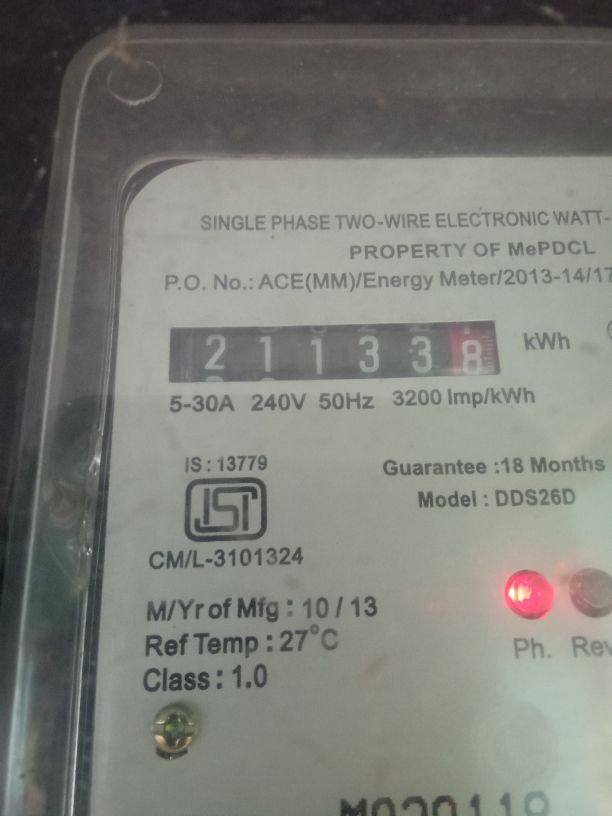 SINGLE PHASE TWO-WIRE ELECTRONIC WATT-
PROPERTY OF MePDCL
P.O. No.: ACE(MM)/Energy Meter/2013-14/17
2 1 1 3 3 8 kWh
5-30A 240V 50Hz 3200 Imp/kWh
IS : 13779
Guarantee :18 Months
ISI
Model : DDS26D
CM/L-3101324
M/Yr of Mfg : 10 / 13
Ref Temp : 27°C
Class : 1.0
Ph. Rev